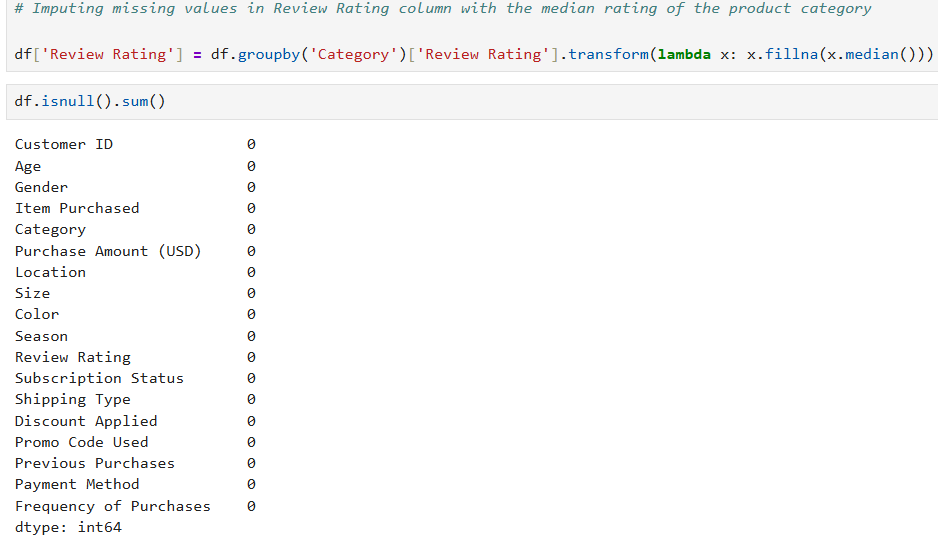 # Imputing missing values in Review Rating column with the median rating of the product category
df['Review Rating'] = df.groupby('Category')['Review Rating'].transform(lambda x: x.fillna(x.median()))
df.isnull().sum()
Customer ID 0
Age 0
Gender 0
Item Purchased 0
Category 0
Purchase Amount (USD) 0
Location 0
Size 0
Color 0
Season 0
Review Rating 0
Subscription Status 0
Shipping Type 0
Discount Applied 0
Promo Code Used 0
Previous Purchases 0
Payment Method 0
Frequency of Purchases 0
dtype: int64